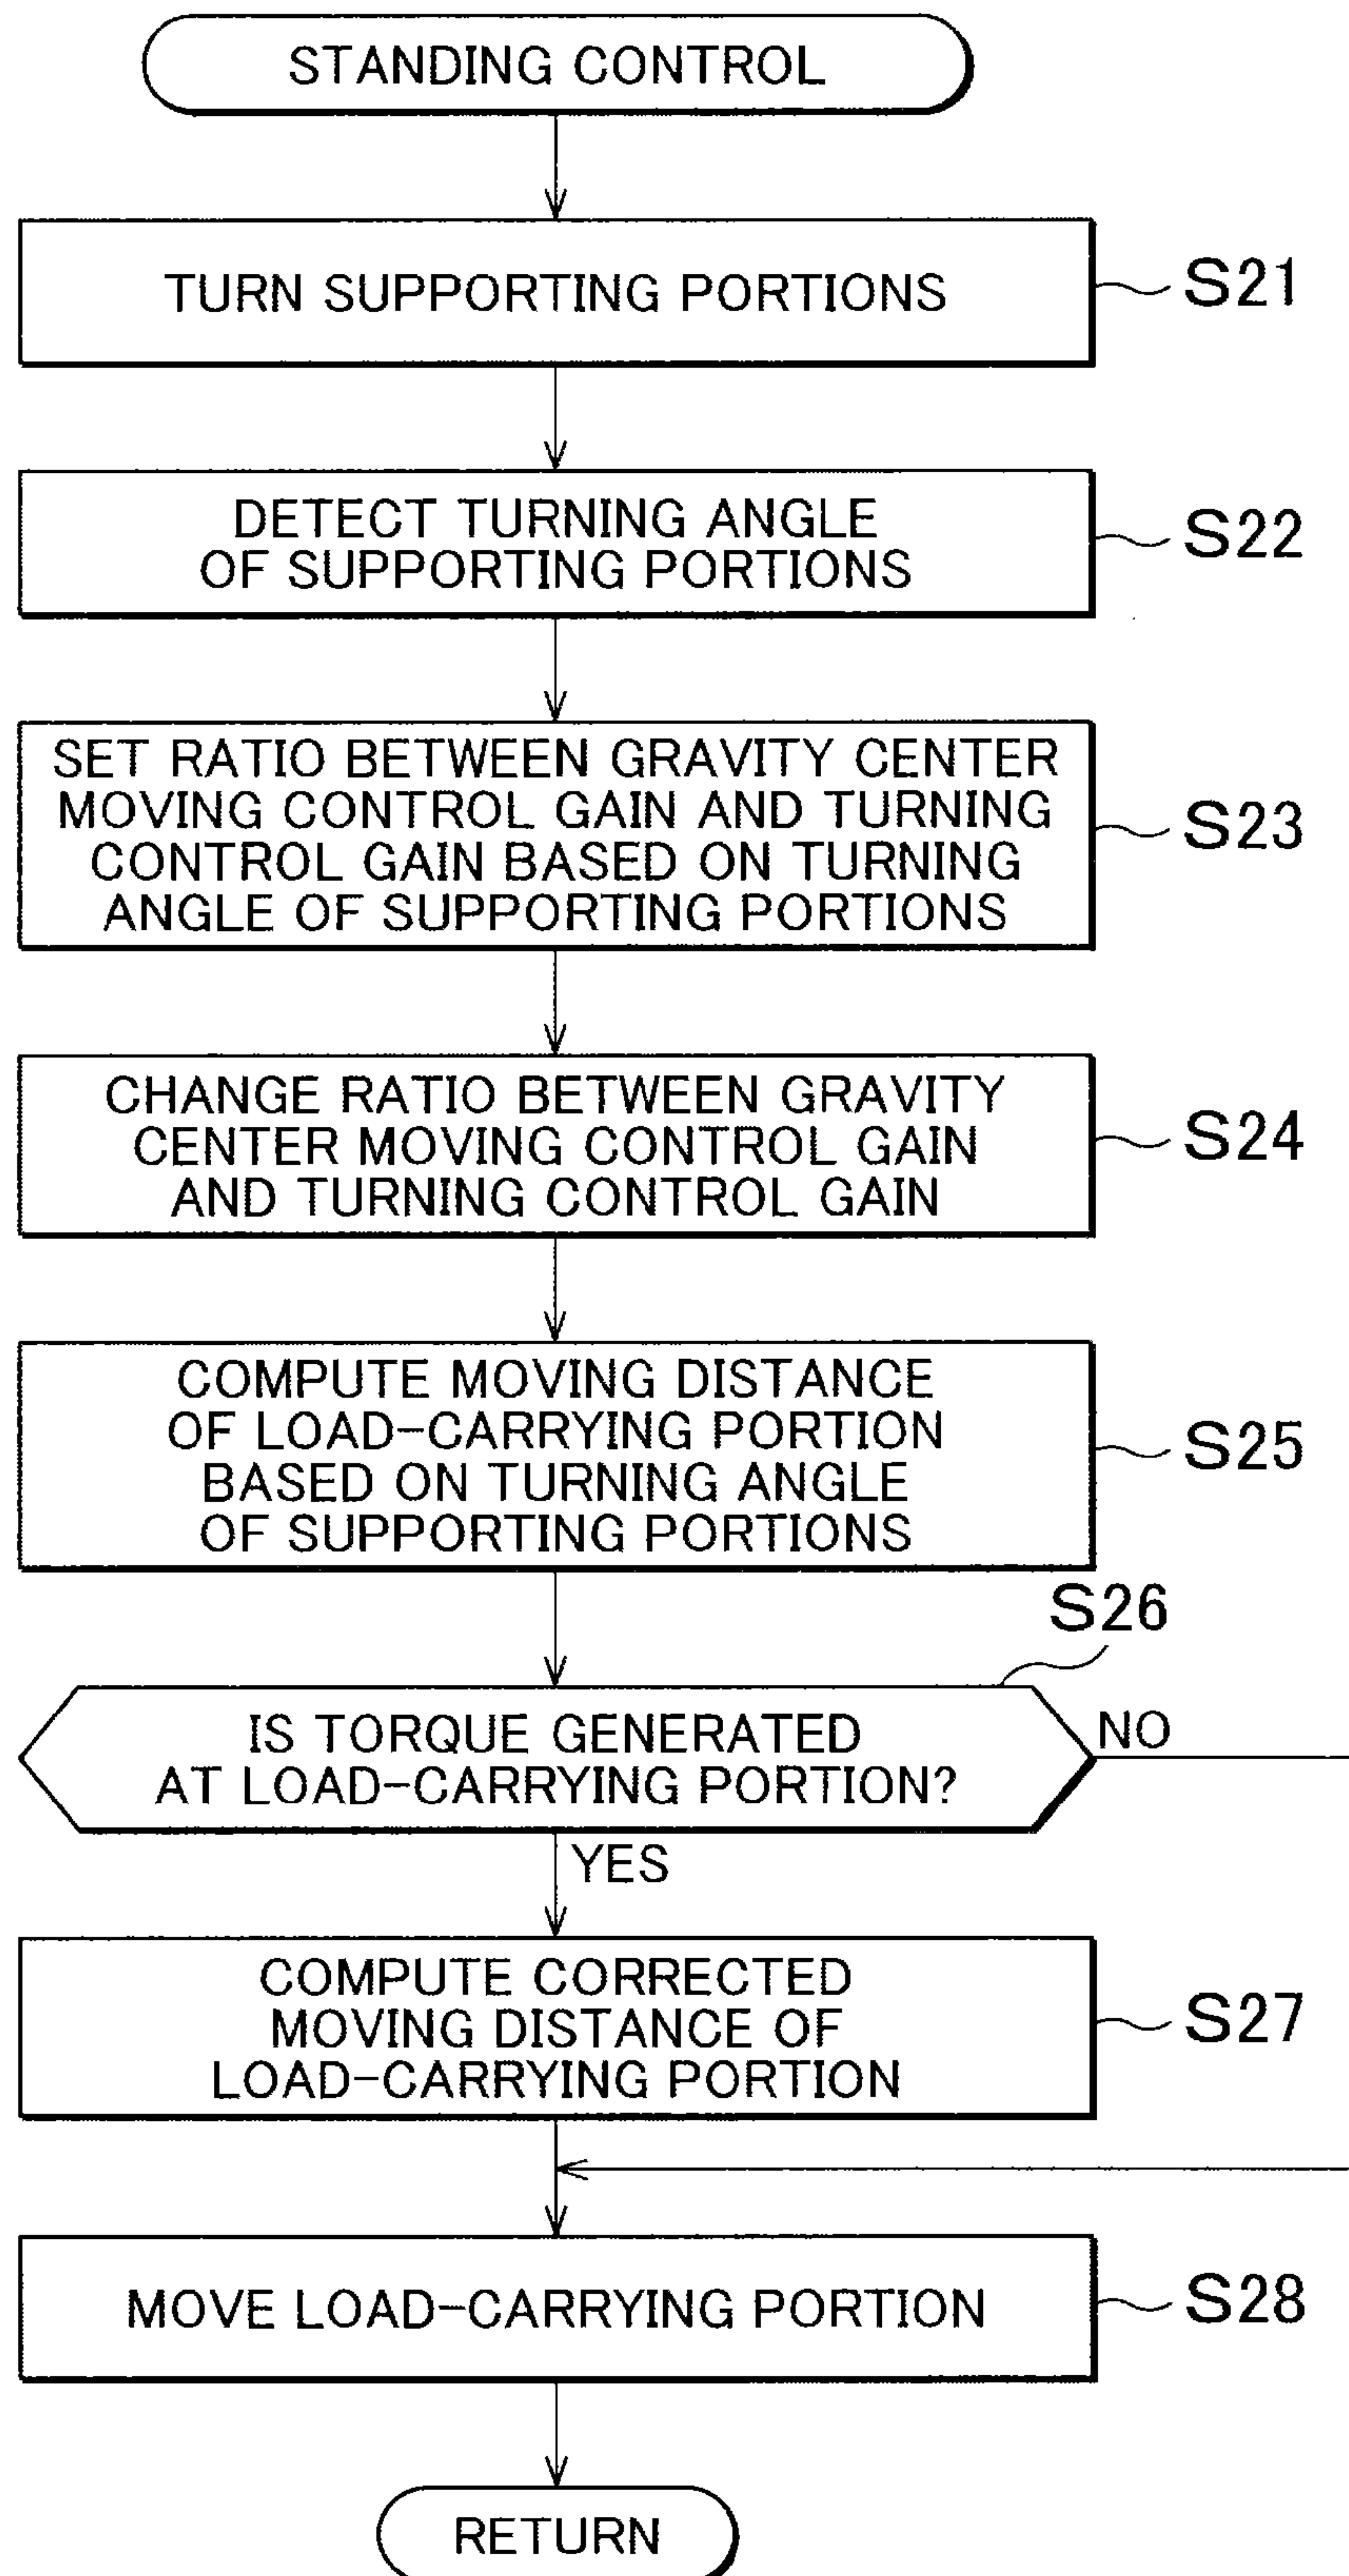 STANDING CONTROL
TURN SUPPORTING PORTIONS
S21
DETECT TURNING ANGLE
OF SUPPORTING PORTIONS
S22
SET RATIO BETWEEN GRAVITY CENTER
MOVING CONTROL GAIN AND TURNING
CONTROL GAIN BASED ON TURNING
ANGLE OF SUPPORTING PORTIONS
S23
CHANGE RATIO BETWEEN GRAVITY
CENTER MOVING CONTROL GAIN
AND TURNING CONTROL GAIN
S24
COMPUTE MOVING DISTANCE
OF LOAD-CARRYING PORTION
BASED ON TURNING ANGLE
OF SUPPORTING PORTIONS
S25
S26
IS TORQUE GENERATED
AT LOAD-CARRYING PORTION?
NO
YES
COMPUTE CORRECTED
MOVING DISTANCE OF
LOAD-CARRYING PORTION
S27
MOVE LOAD-CARRYING PORTION
S28
RETURN